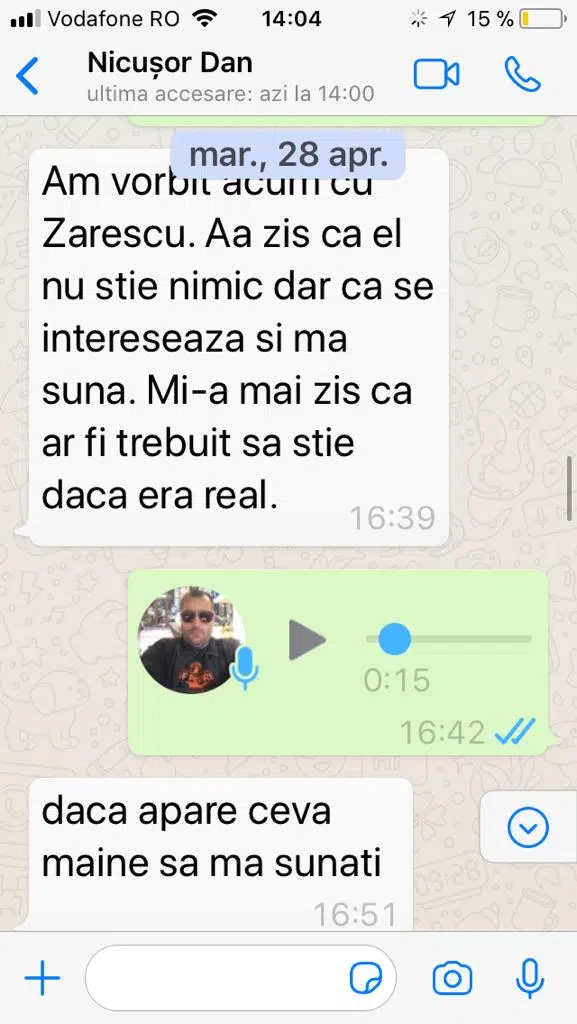 Vodafone RO 14:04 15 %
Nicușor Dan
ultima accesare: azi la 14:00
mar., 28 apr.
Am vorbit acum cu
Zarescu. Aa zis ca el
nu stie nimic dar ca se
intereseaza si ma
suna. Mi-a mai zis ca
ar fi trebuit sa stie
daca era real.
16:39
0:15
16:42
daca apare ceva
maine sa ma sunati
16:51